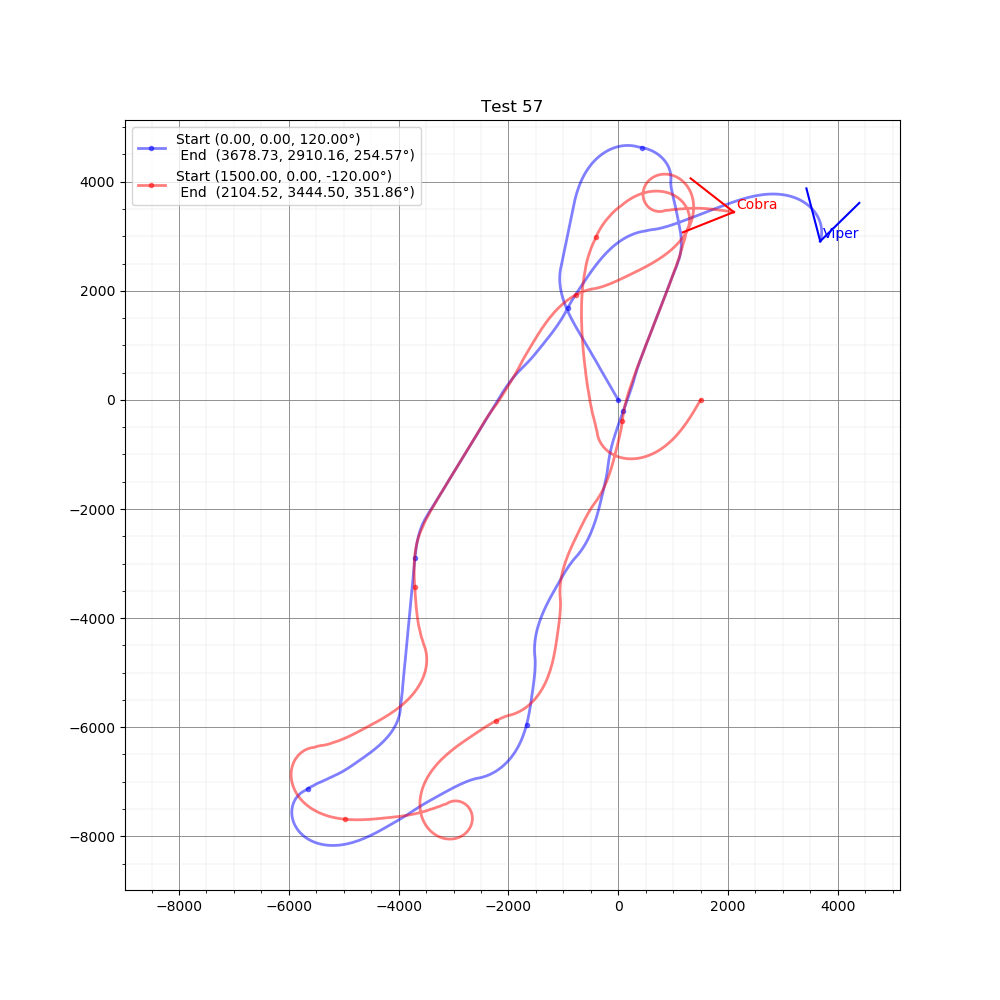 Test 57
Start (0.00, 0.00, 120.00°)
End (3678.73, 2910.16, 254.57°)
Start (1500.00, 0.00, -120.00°)
End (2104.52, 3444.50, 351.86°)
Cobra
Viper
4000
2000
0
−2000
−4000
−6000
−8000
−8000 −6000 −4000 −2000 0 2000 4000